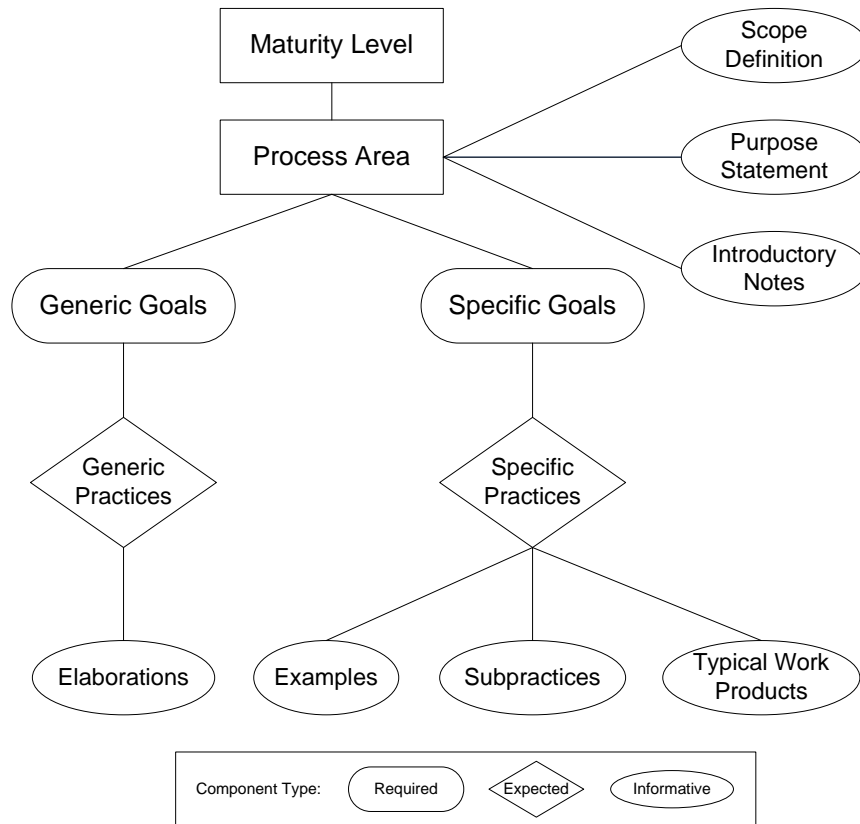 Maturity Level
Scope
Definition
Process Area
Purpose
Statement
Introductory
Notes
Generic Goals
Specific Goals
Generic
Practices
Specific
Practices
Elaborations
Examples
Subpractices
Typical Work
Products
Component Type:
Required
Expected
Informative